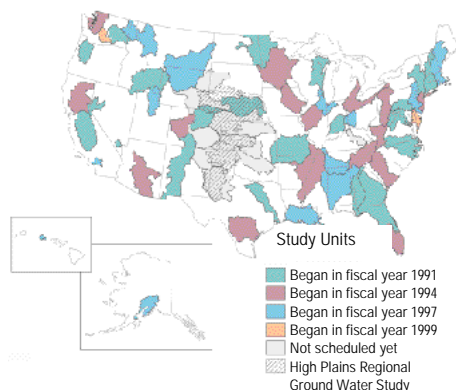 Study Units
Began in fiscal year 1991
Began in fiscal year 1994
Began in fiscal year 1997
Began in fiscal year 1999
Not scheduled yet
High Plains Regional
Ground Water Study